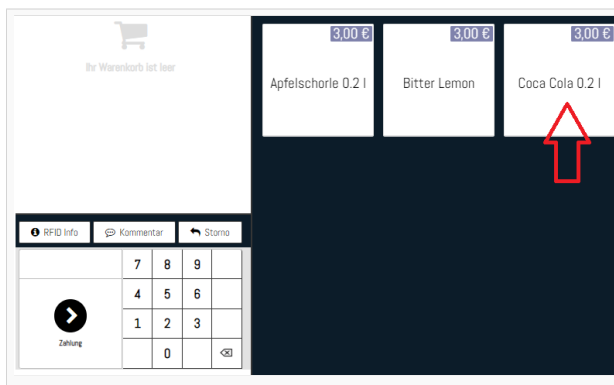 Ihr Warenkorb ist leer
3,00 €
3,00 €
3,00 €
Apfelschorle 0.2 l
Bitter Lemon
Coca Cola 0.2 l
RFID Info
Kommentar
Storno
7 8 9
4 5 6
1 2 3
0
Zahlung